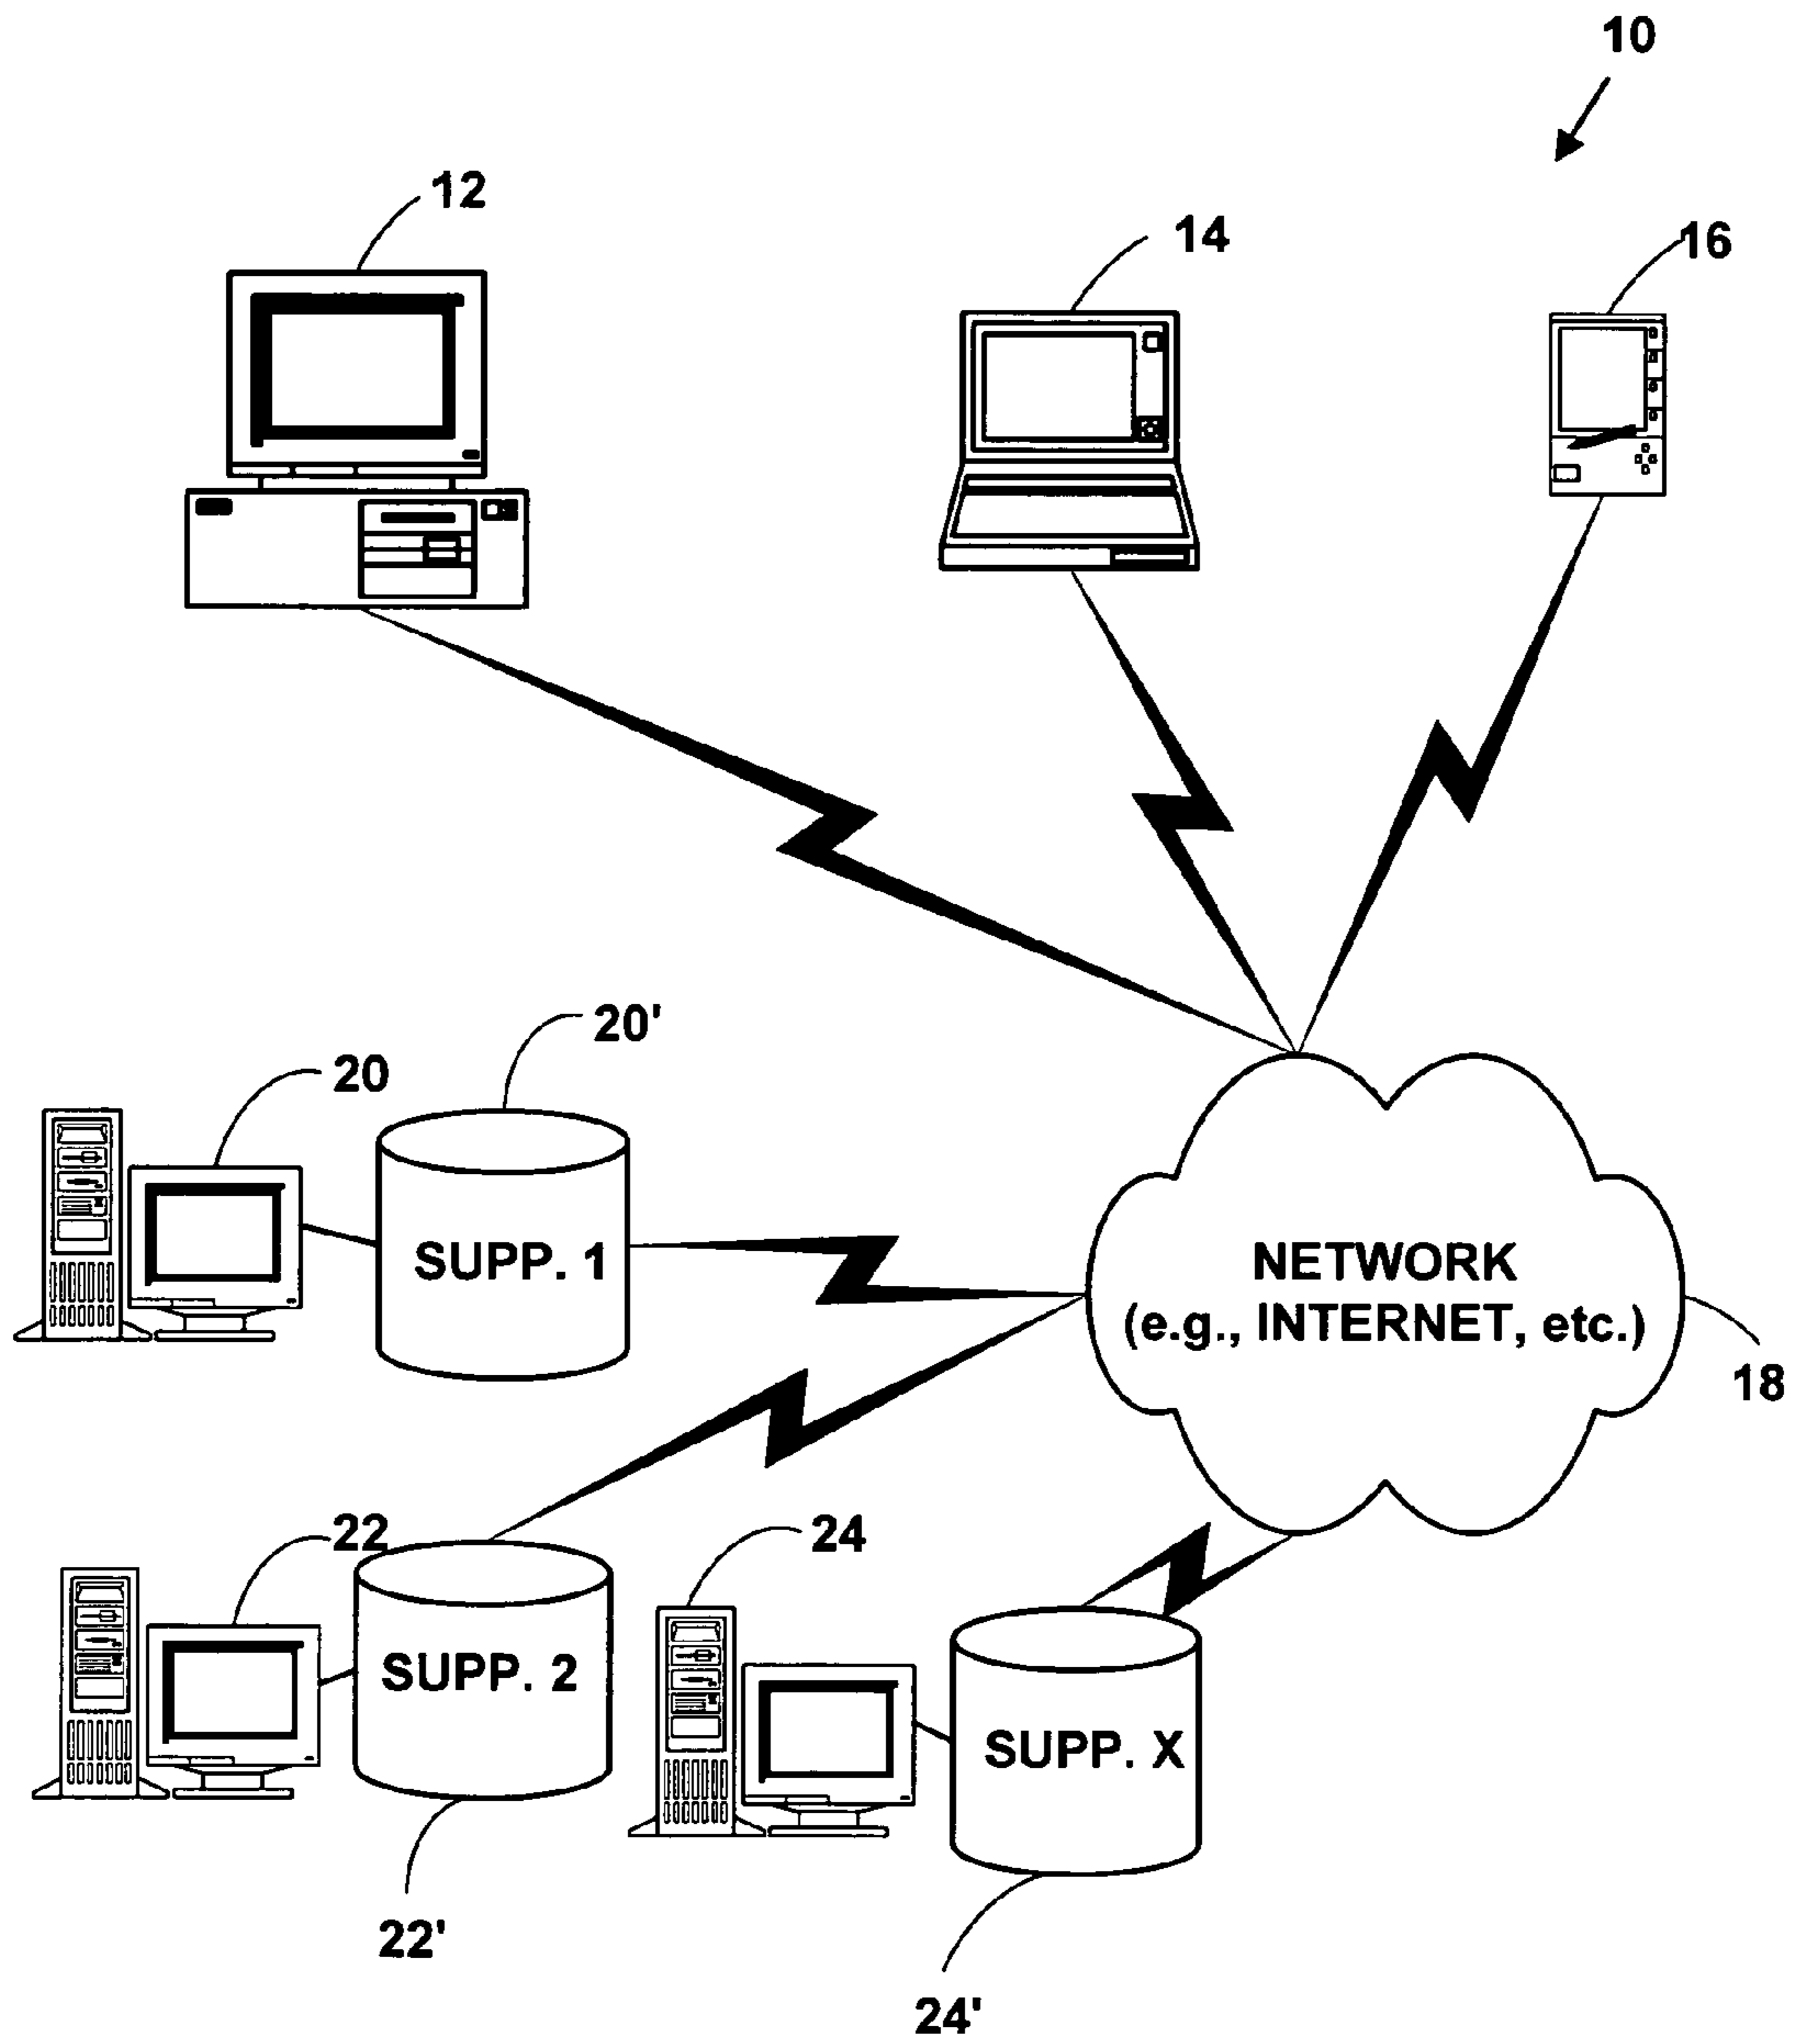 10
12
14
16
20'
20
SUPP. 1
NETWORK
(e.g., INTERNET, etc.)
18
22
24
SUPP. 2
SUPP. X
22'
24'